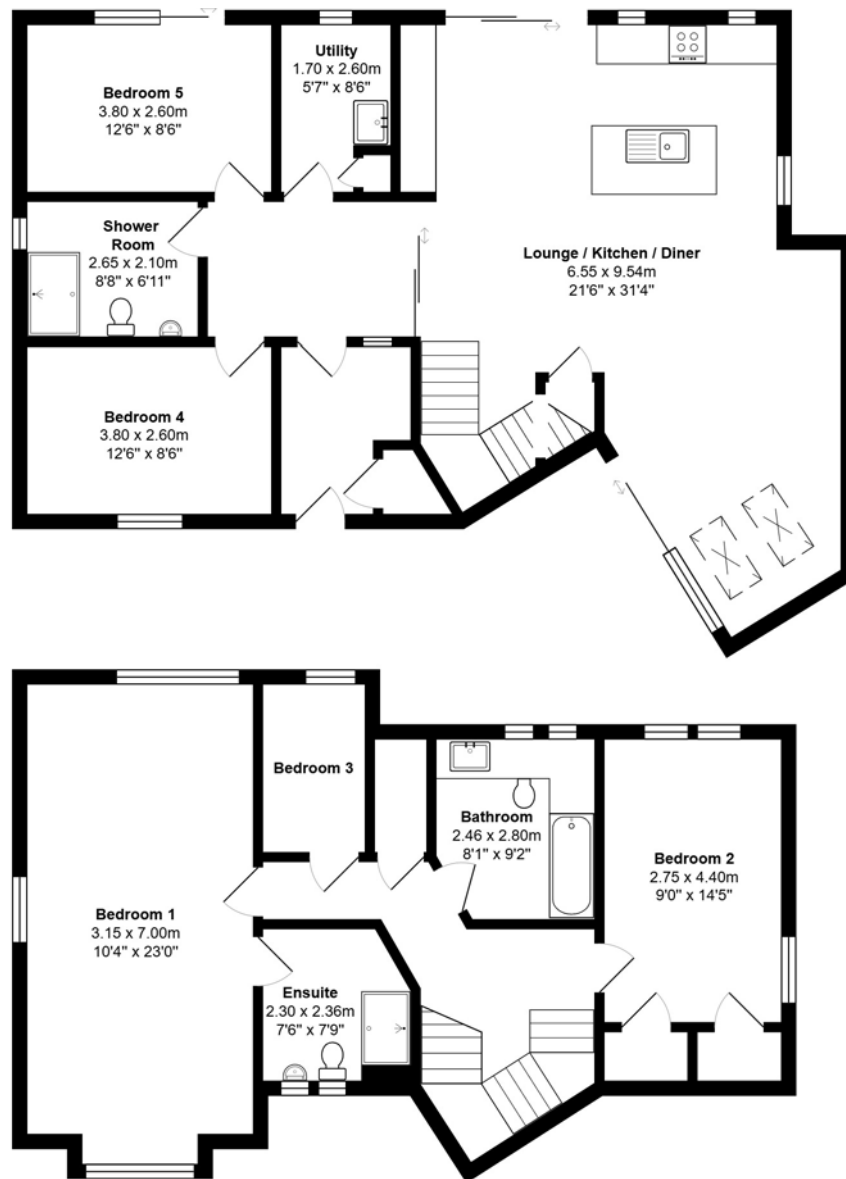 Bedroom 5
3.80 x 2.60m
12'6" x 8'6"
Utility
1.70 x 2.60m
5'7" x 8'6"
Shower
Room
2.65 x 2.10m
8'8" x 6'11"
Lounge / Kitchen / Diner
6.55 x 9.54m
21'6" x 31'4"
Bedroom 4
3.80 x 2.60m
12'6" x 8'6"
Bedroom 3
Bathroom
2.46 x 2.80m
8'1" x 9'2"
Bedroom 2
2.75 x 4.40m
9'0" x 14'5"
Bedroom 1
3.15 x 7.00m
10'4" x 23'0"
Ensuite
2.30 x 2.36m
7'6" x 7'9"